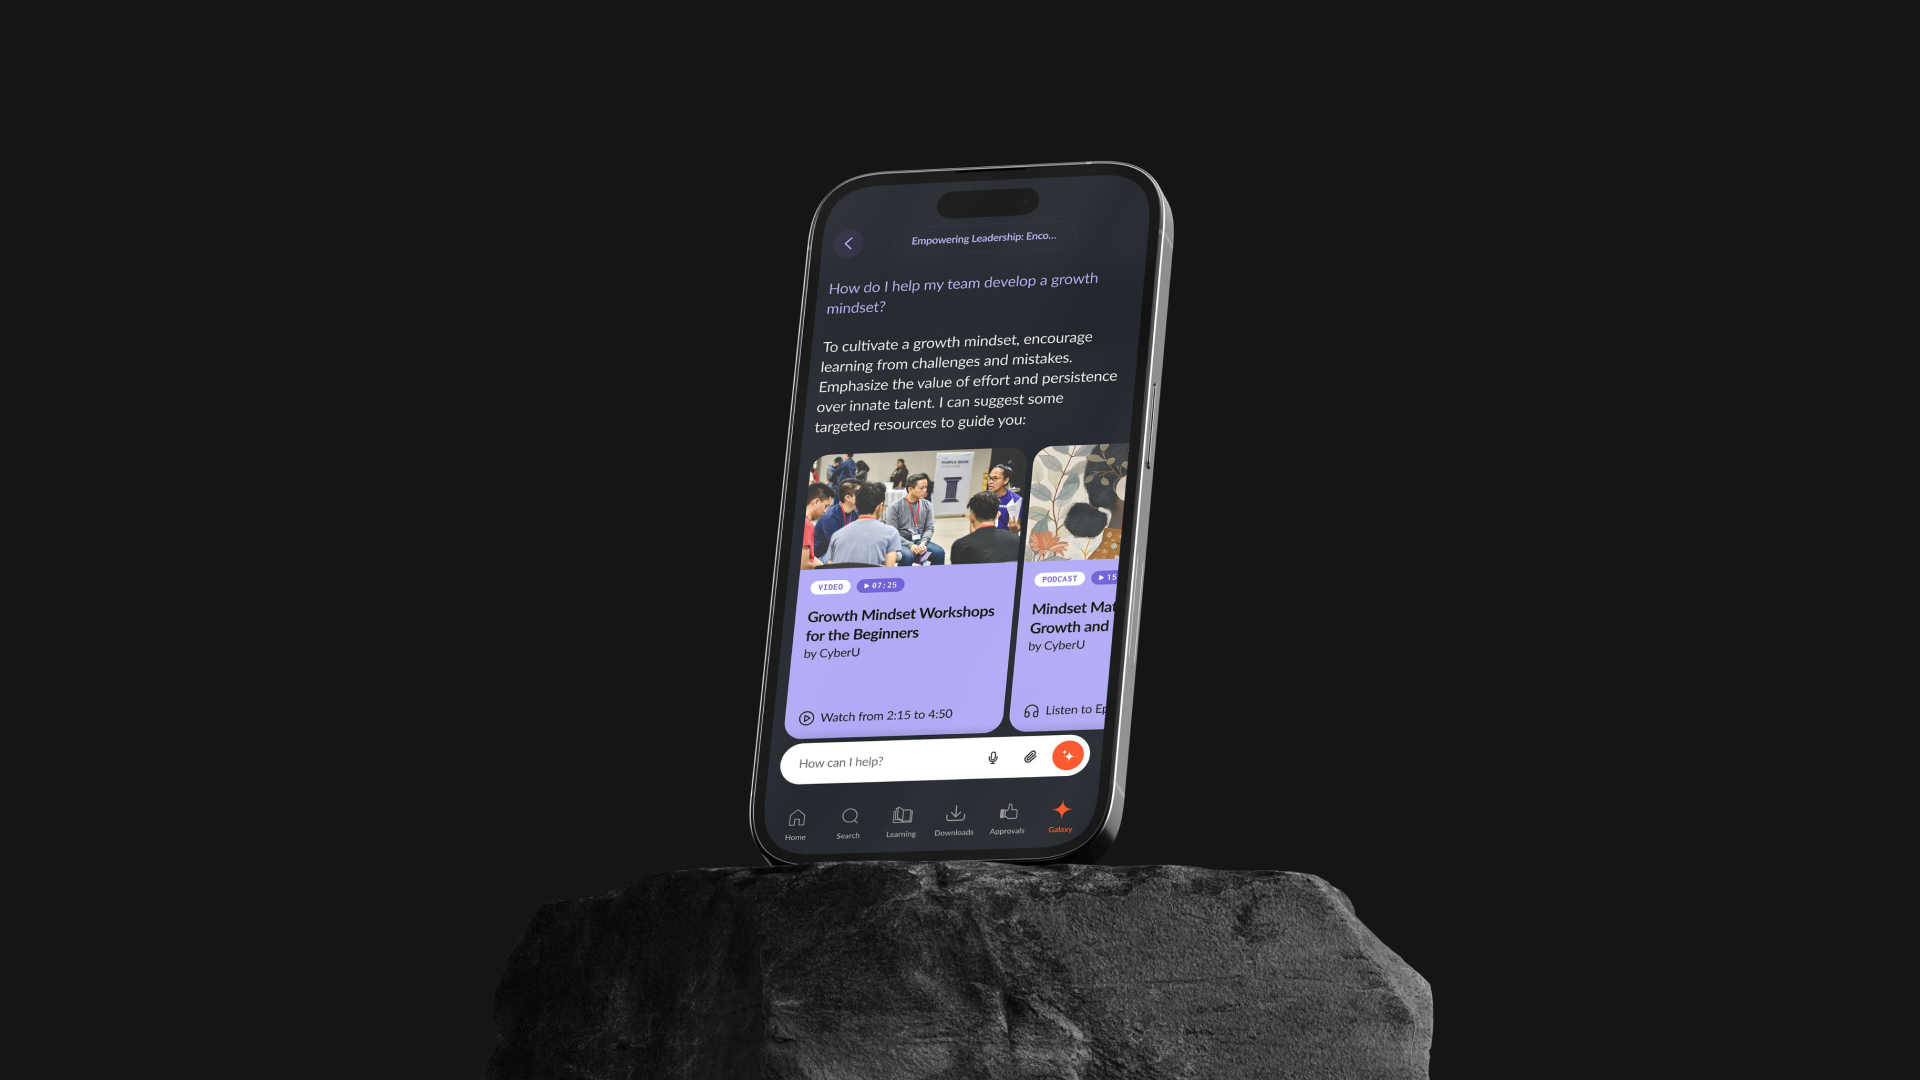 Empowering Leadership: Enco...
How do I help my team develop a growth
mindset?
To cultivate a growth mindset, encourage
learning from challenges and mistakes.
Emphasize the value of effort and persistence
over innate talent. I can suggest some
targeted resources to guide you:
VIDEO
07:25
Growth Mindset Workshops
for the Beginners
by CyberU
Watch from 2:15 to 4:50
PODCAST
15
Mindset Mat
Growth and
by CyberU
Listen to Ep
How can I help?
Home
Search
Learning
Downloads
Approvals
Galaxy